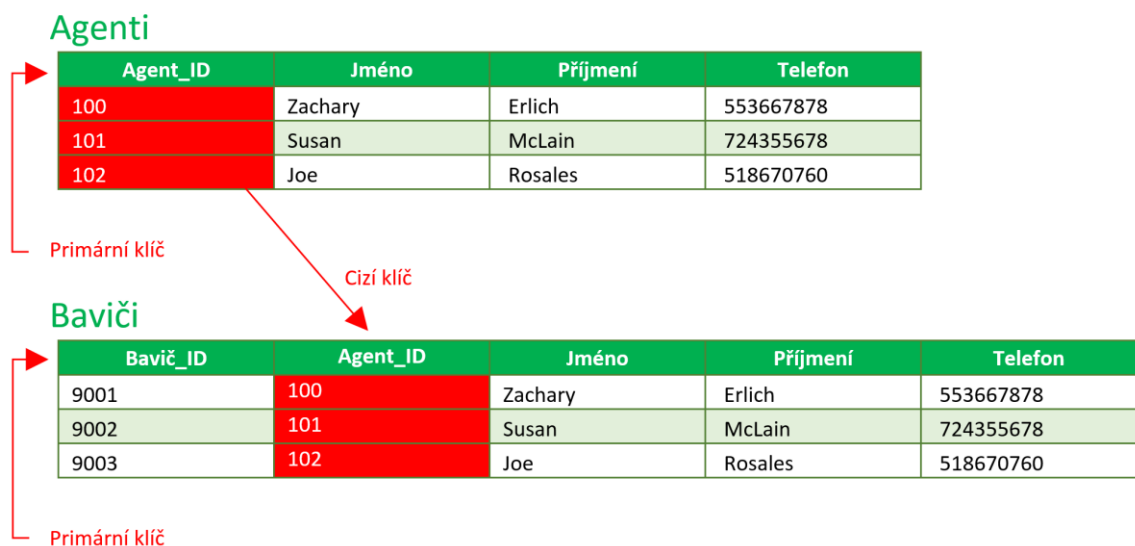 Agenti
Agent_ID Jméno Příjmení Telefon
100 Zachary Erlich 553667878
101 Susan McLain 724355678
102 Joe Rosales 518670760
Primární klíč
Cizí klíč
Baviči
Bavič_ID Agent_ID Jméno Příjmení Telefon
9001 100 Zachary Erlich 553667878
9002 101 Susan McLain 724355678
9003 102 Joe Rosales 518670760
Primární klíč